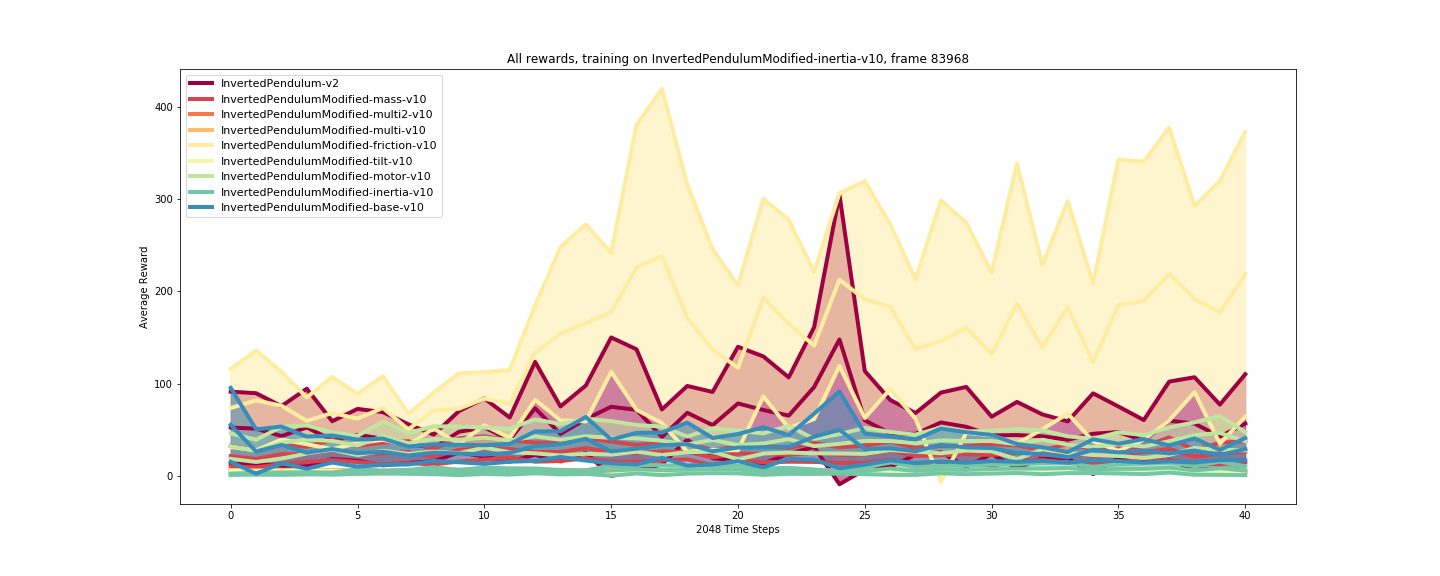 All rewards, training on InvertedPendulumModified-inertia-v10, frame 83968
InvertedPendulum-v2
InvertedPendulumModified-mass-v10
InvertedPendulumModified-multi2-v10
InvertedPendulumModified-multi-v10
InvertedPendulumModified-friction-v10
InvertedPendulumModified-tilt-v10
InvertedPendulumModified-motor-v10
InvertedPendulumModified-inertia-v10
InvertedPendulumModified-base-v10
Average Reward
400
300
200
100
0
0 5 10 15 20 25 30 35 40
2048 Time Steps